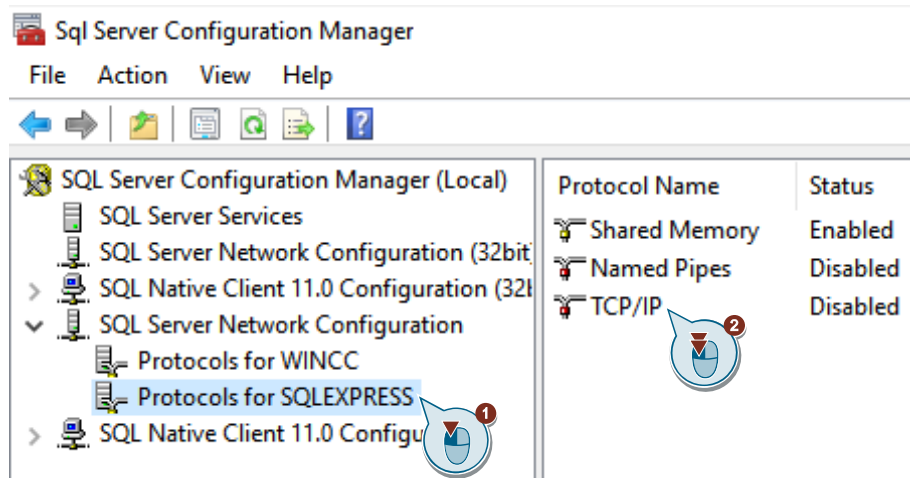 Sql Server Configuration Manager
File Action View Help
SQL Server Configuration Manager (Local)
SQL Server Services
SQL Server Network Configuration (32bit
SQL Native Client 11.0 Configuration (32
SQL Server Network Configuration
Protocols for WINCC
Protocols for SQLEXPRESS
1
SQL Native Client 11.0 Configu
Protocol Name Status
Shared Memory Enabled
Named Pipes Disabled
TCP/IP Disabled
2